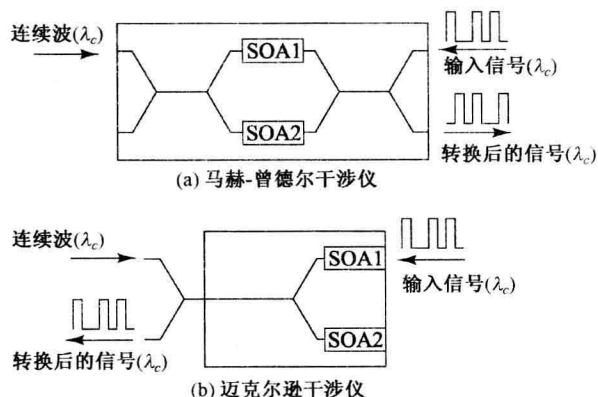 连续波(λc)
SOA1
SOA2
输入信号(λc)
转换后的信号(λc)
(a) 马赫-曾德尔干涉仪
连续波(λc)
转换后的信号(λc)
SOA1
SOA2
输入信号(λc)
(b) 迈克尔逊干涉仪